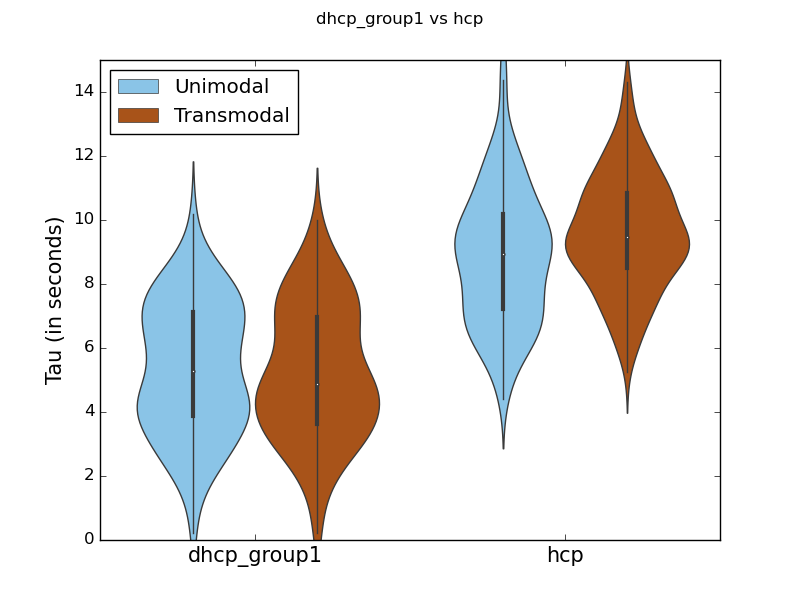 dhcp_group1 vs hcp
Unimodal
Transmodal
Tau (in seconds)
14
12
10
8
6
4
2
0
dhcp_group1
hcp